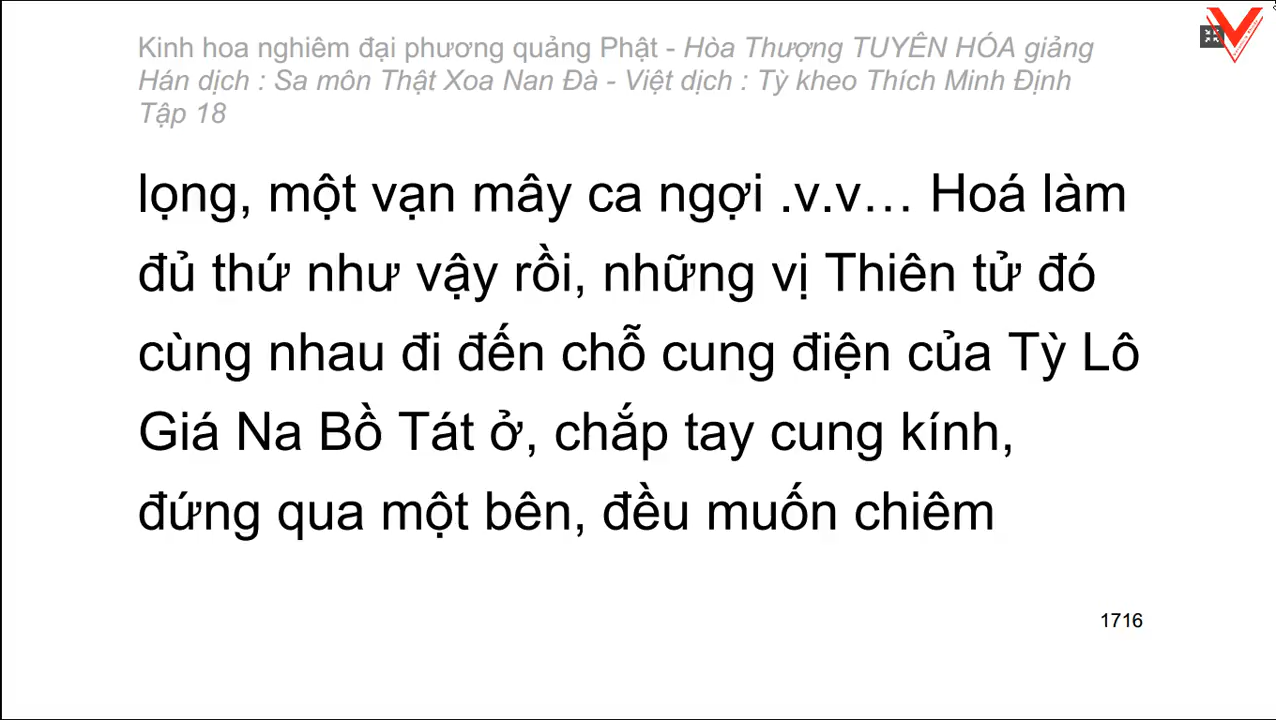 Kinh hoa nghiêm đại phương quảng Phật - Hòa Thượng TUYÊN HÓA giảng
Hán dịch : Sa môn Thật Xoa Nan Đà - Việt dịch : Tỳ kheo Thích Minh Định
Tập 18
lọng, một vạn mây ca ngợi .v.v… Hoá làm
đủ thứ như vậy rồi, những vị Thiên tử đó
cùng nhau đi đến chỗ cung điện của Tỳ Lô
Giá Na Bồ Tát ở, chắp tay cung kính,
đứng qua một bên, đều muốn chiêm
1716